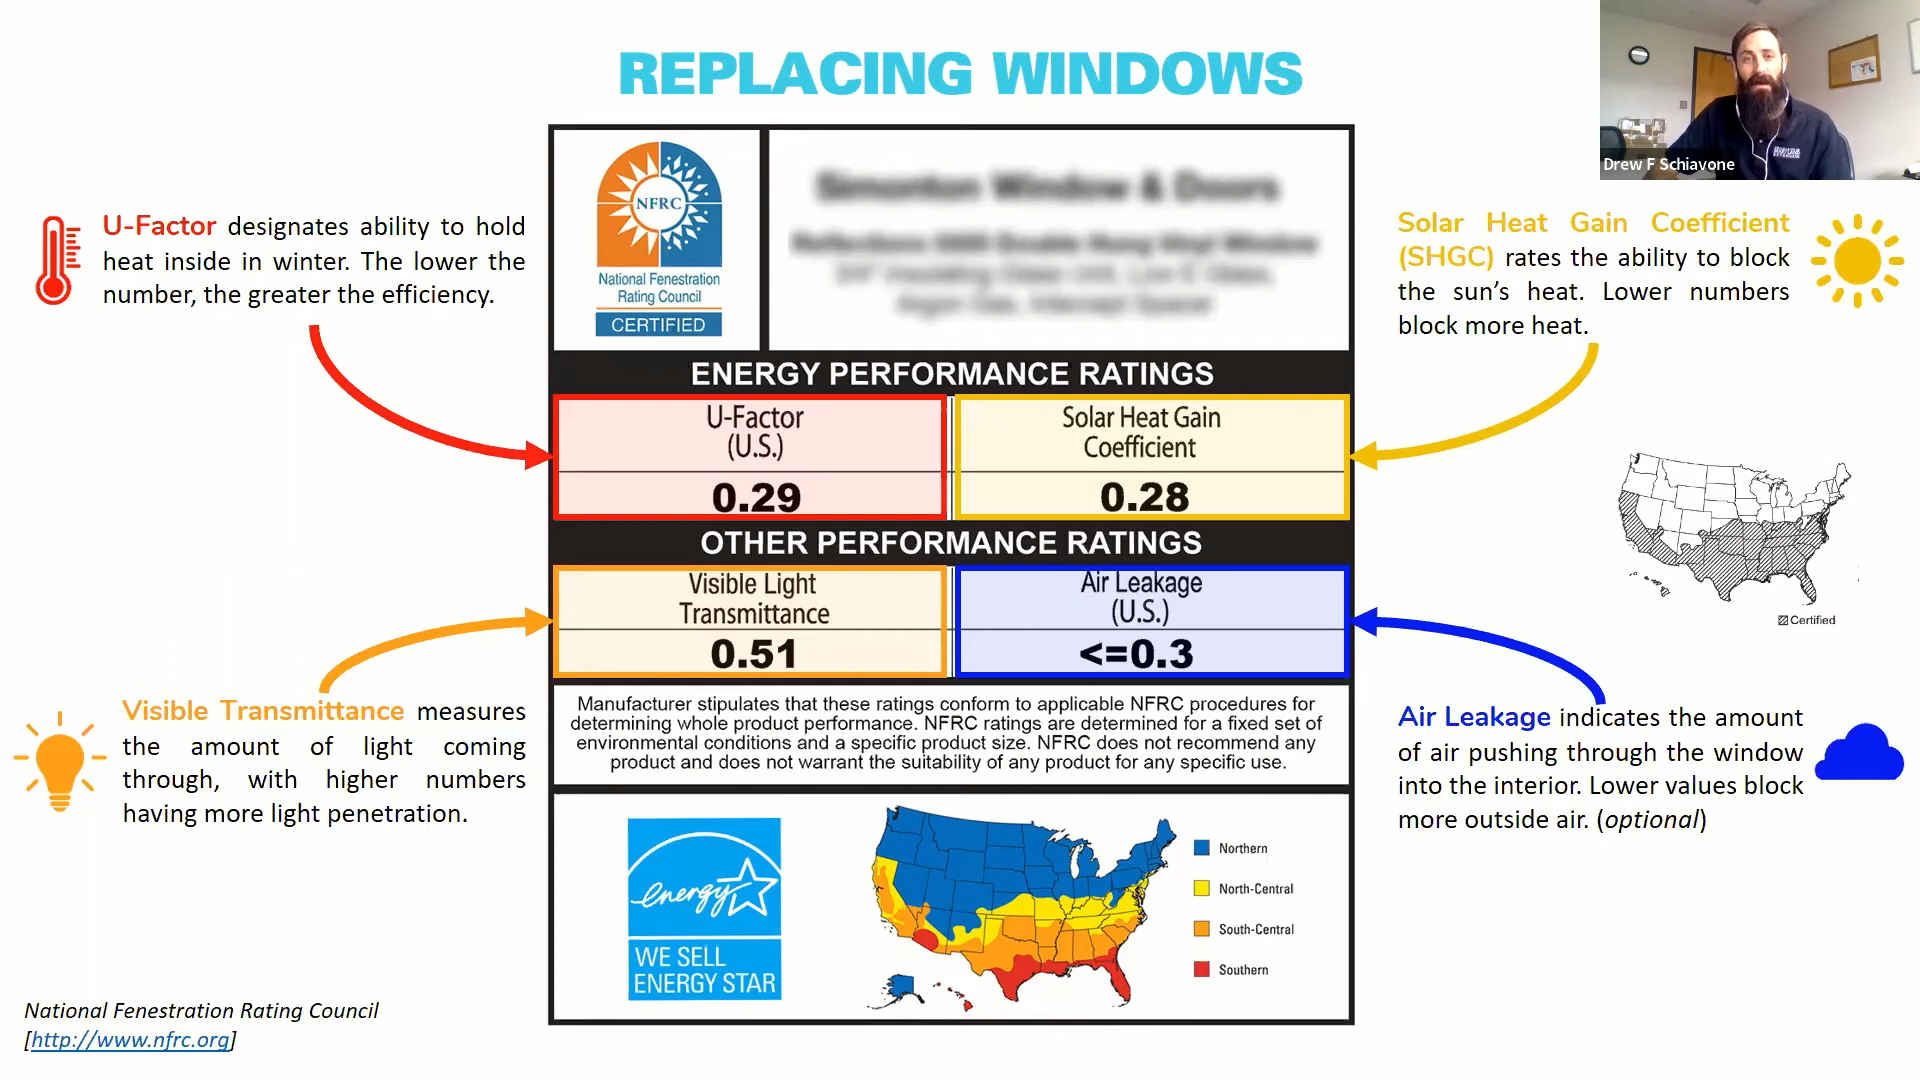 REPLACING WINDOWS
Drew F Schiavone
U-Factor designates ability to hold
heat inside in winter. The lower the
number, the greater the efficiency.
Solar Heat Gain Coefficient
(SHGC) rates the ability to block
the sun's heat. Lower numbers
block more heat.
NFRC
National Fenestration
Rating Council
CERTIFIED
Simonton Window & Doors
ENERGY PERFORMANCE RATINGS
U-Factor
(U.S.)
0.29
Solar Heat Gain
Coefficient
0.28
OTHER PERFORMANCE RATINGS
Visible Light
Transmittance
0.51
Air Leakage
(U.S.)
<=0.3
Certified
Visible Transmittance measures
the amount of light coming
through, with higher numbers
having more light penetration.
Air Leakage indicates the amount
of air pushing through the window
into the interior. Lower values block
more outside air. (optional)
Manufacturer stipulates that these ratings conform to applicable NFRC procedures for
determining whole product performance. NFRC ratings are determined for a fixed set of
environmental conditions and a specific product size. NFRC does not recommend any
product and does not warrant the suitability of any product for any specific use.
energy
WE SELL
ENERGY STAR
Northern
North-Central
South-Central
Southern
National Fenestration Rating Council
[http://www.nfrc.org]